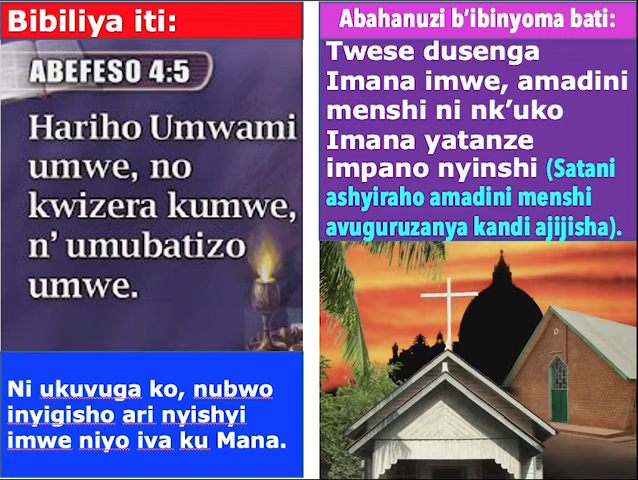 Bibiliya iti:
ABEFESO 4:5
Hariho Umwami
umwe, no
kwizera kumwe,
n' umubatizo
umwe.
Ni ukuvuga ko, nubwo
inyigisho ari nyishyi
imwe niyo iva ku Mana.
Abahanuzi b'ibinyoma bati:
Twese dusenga
Imana imwe, amadini
menshi ni nk'uko
Imana yatanze
impano nyinshi (Satani
ashyiraho amadini menshi
avuguruzanya kandi ajijisha).